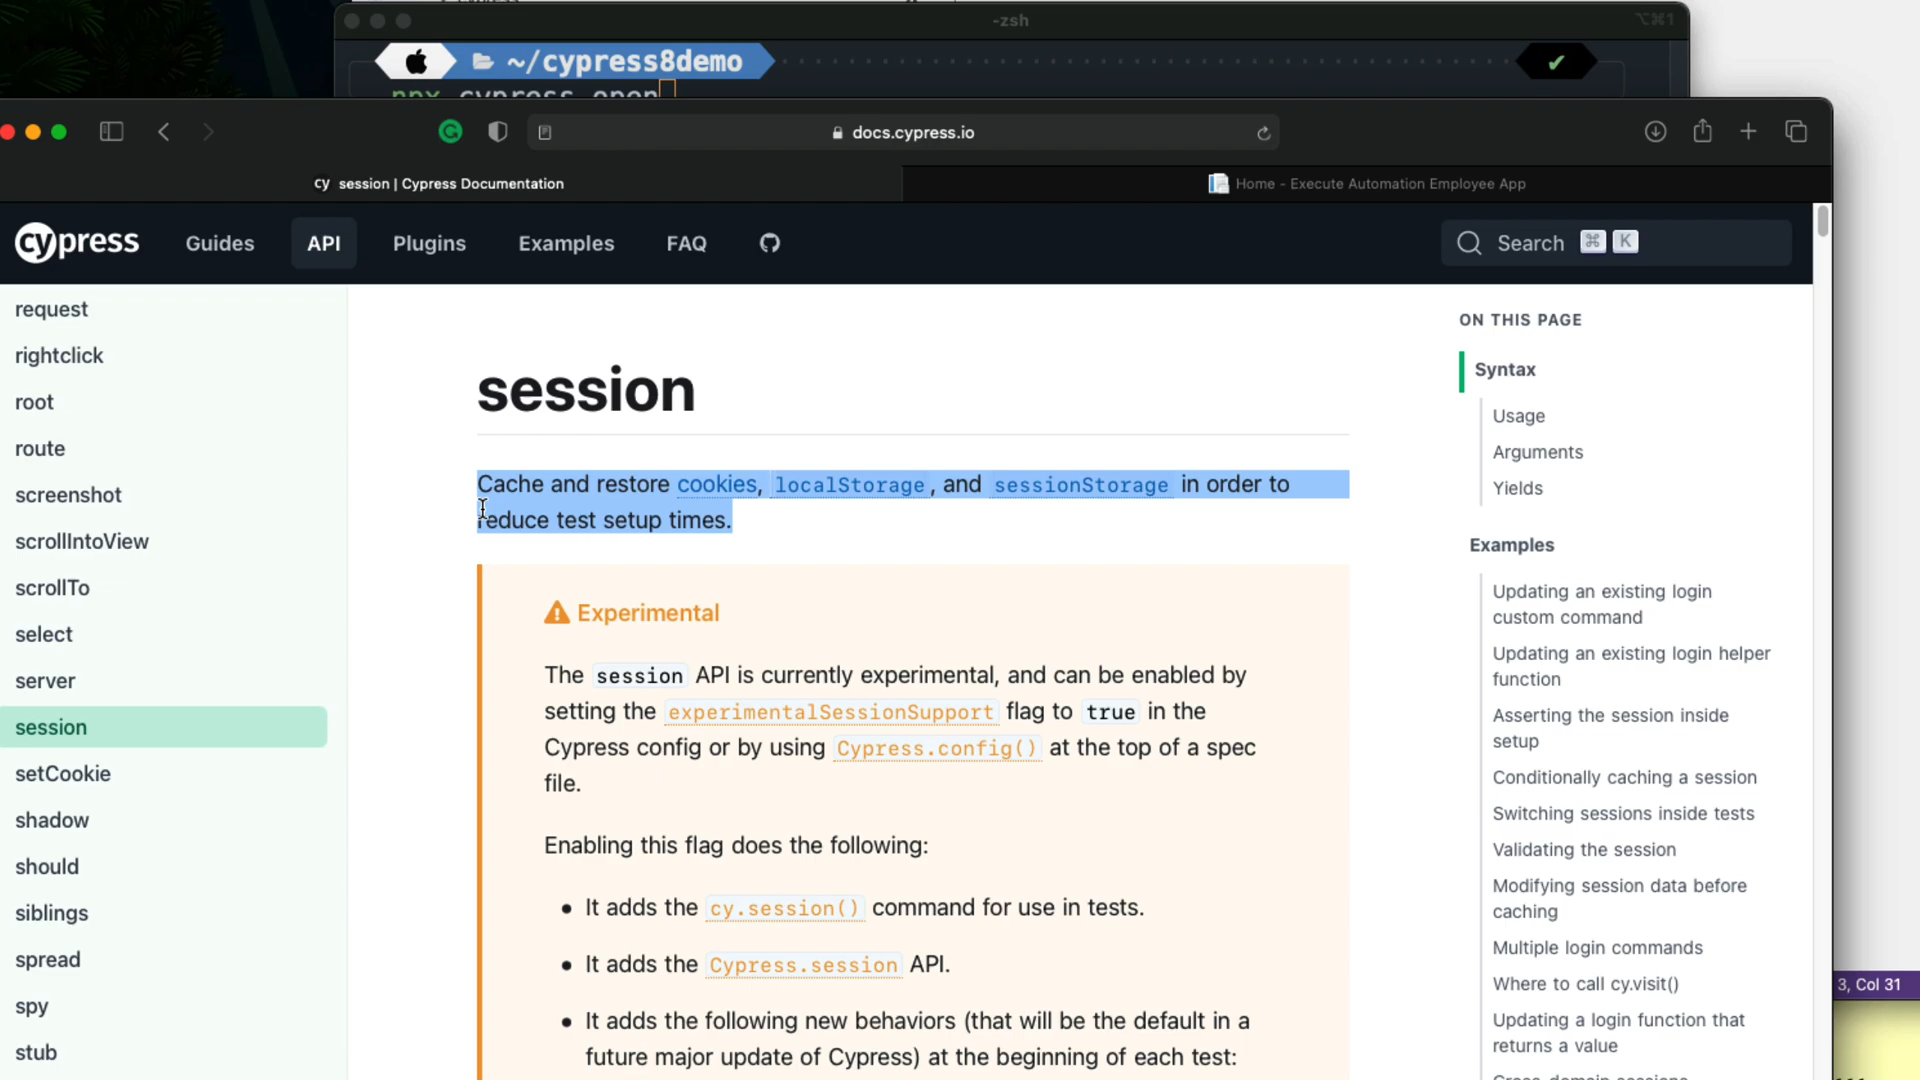 -zsh
⌥⌘1
~/cypress8demo
✔
npx cypress open
docs.cypress.io
cy session | Cypress Documentation
Home - Execute Automation Employee App
cypress
Guides
API
Plugins
Examples
FAQ
Search ⌘ K
request
rightclick
root
route
screenshot
scrollIntoView
scrollTo
select
server
session
setCookie
shadow
should
siblings
spread
spy
stub
session
Cache and restore cookies, localStorage, and sessionStorage in order to
reduce test setup times.
Experimental
The session API is currently experimental, and can be enabled by
setting the experimentalSessionSupport flag to true in the
Cypress config or by using Cypress.config() at the top of a spec
file.
Enabling this flag does the following:
• It adds the cy.session() command for use in tests.
• It adds the Cypress.session API.
• It adds the following new behaviors (that will be the default in a
future major update of Cypress) at the beginning of each test:
ON THIS PAGE
Syntax
Usage
Arguments
Yields
Examples
Updating an existing login
custom command
Updating an existing login helper
function
Asserting the session inside
setup
Conditionally caching a session
Switching sessions inside tests
Validating the session
Modifying session data before
caching
Multiple login commands
Where to call cy.visit()
Updating a login function that
returns a value
Cross-domain sessions
3, Col 31